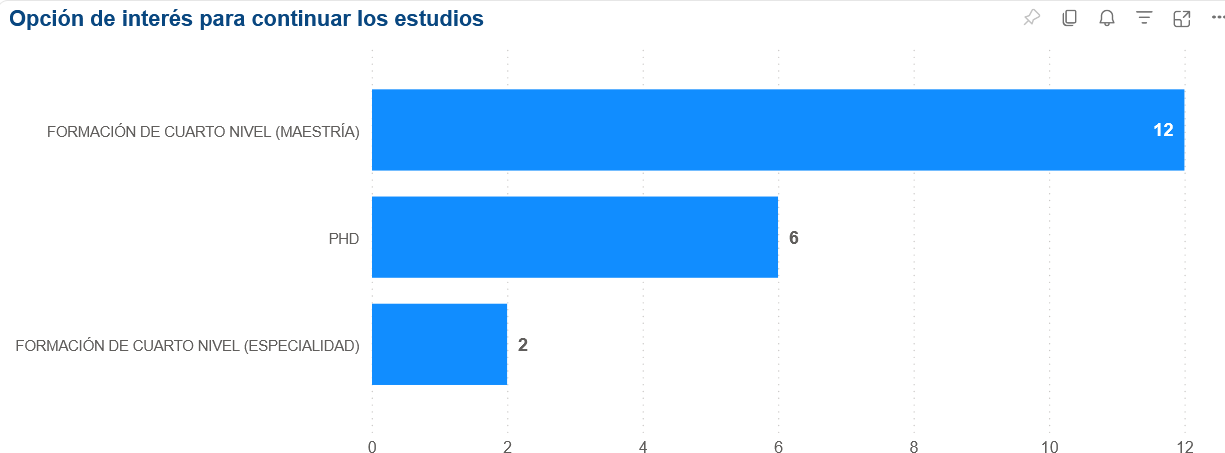 Opción de interés para continuar los estudios
FORMACIÓN DE CUARTO NIVEL (MAESTRÍA)
12
PHD
6
FORMACIÓN DE CUARTO NIVEL (ESPECIALIDAD)
2
0 2 4 6 8 10 12